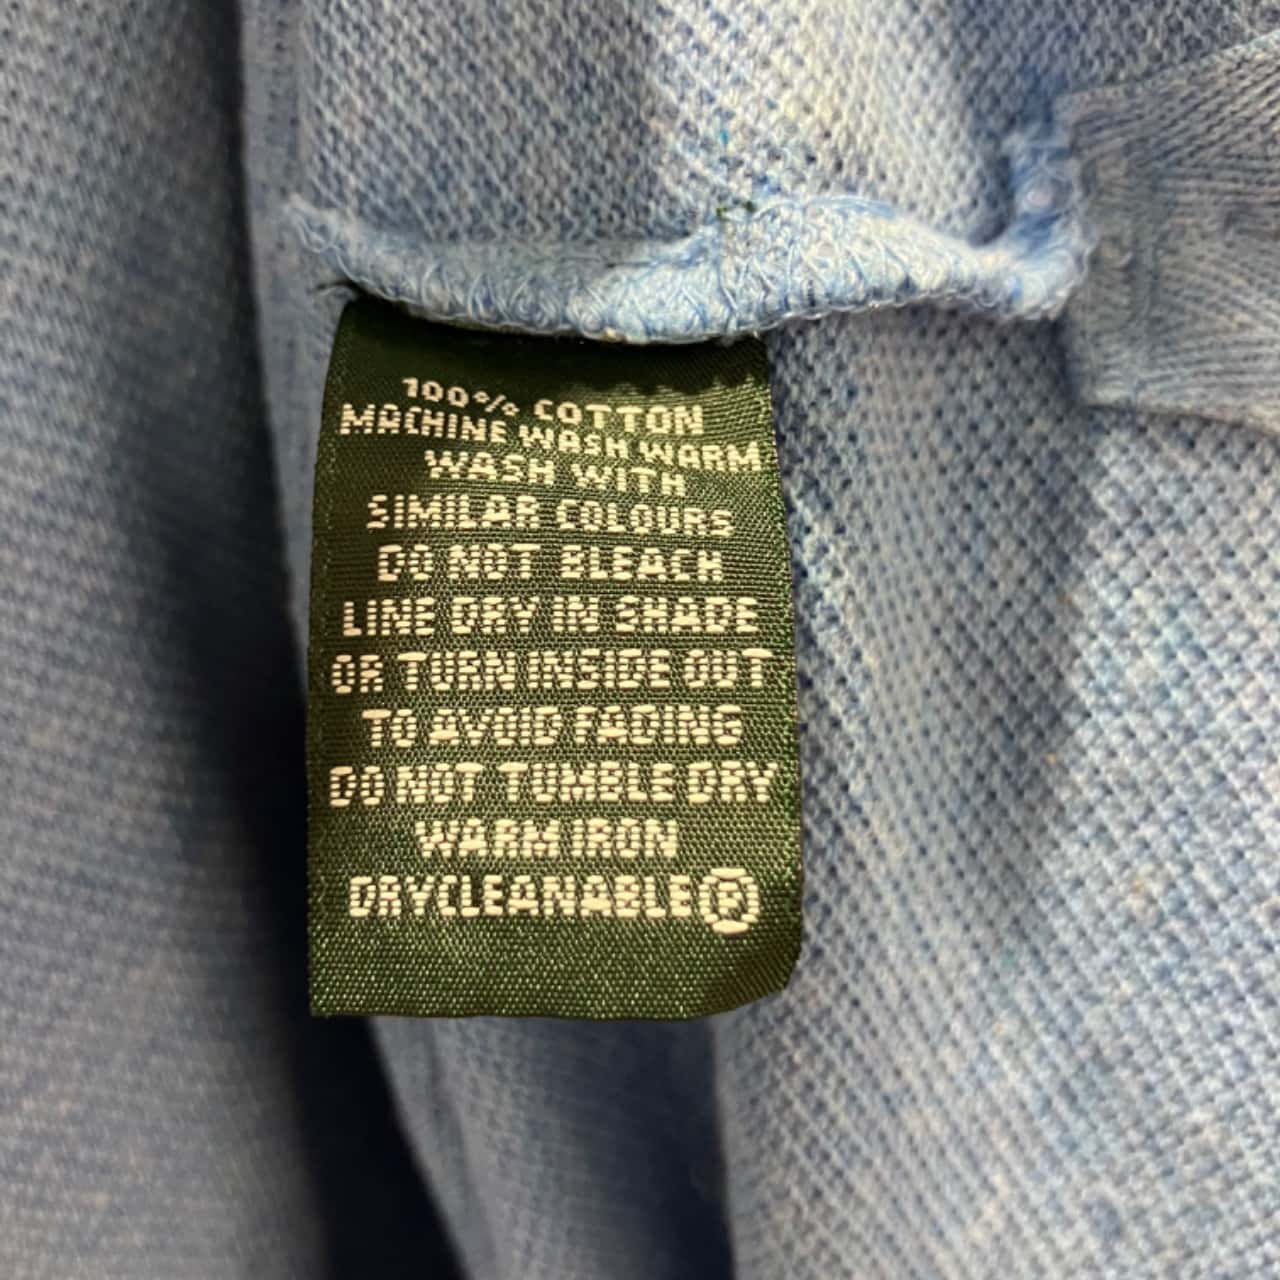 100% COTTON
MACHINE WASH WARM
WASH WITH
SIMILAR COLOURS
DO NOT BLEACH
LINE DRY IN SHADE
OR TURN INSIDE OUT
TO AVOID FADING
DO NOT TUMBLE DRY
WARM IRON
DRYCLEANABLE Ⓟ